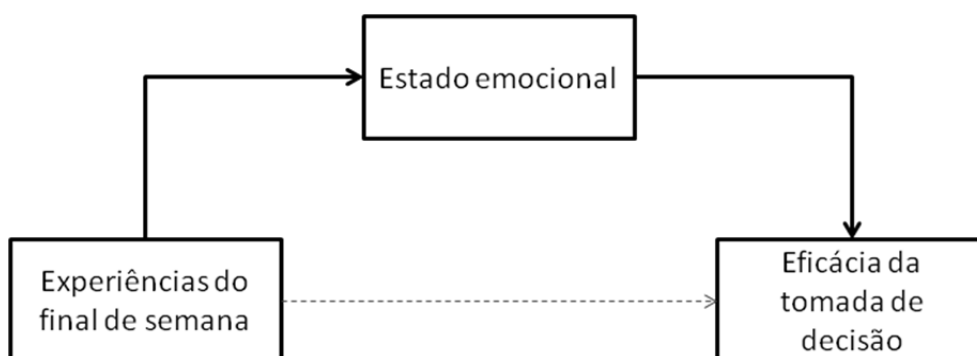 Estado emocional
Experiências do
final de semana
Eficácia da
tomada de
decisão